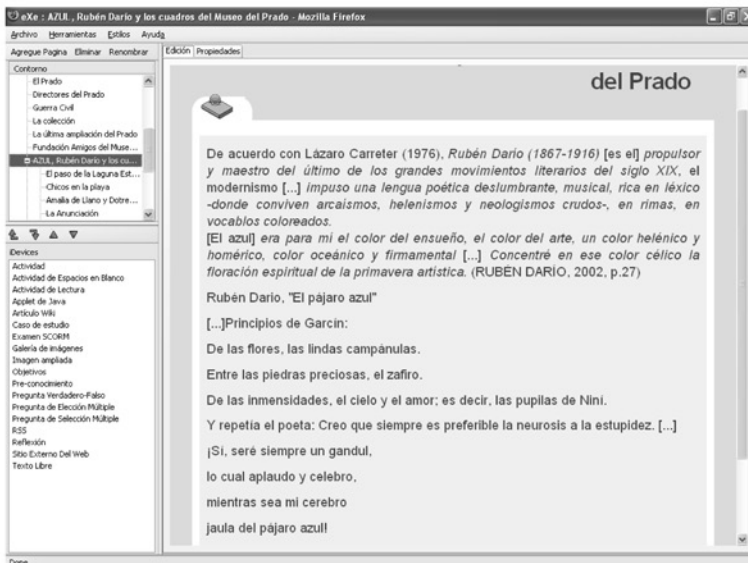 eXe : AZUL, Rubén Darío y los cuadros del Museo del Prado - Mozilla Firefox
Archivo Herramientas Estilos Ayuda
Agregue Pagina Eliminar Renombrar
Edición Propiedades
Contorno
El Prado
Directores del Prado
Guerra Civil
La colección
La última ampliación del Prado
Fundación Amigos del Muse...
AZUL, Rubén Darío y los cu...
El paso de la Laguna Est...
Chicos en la playa
Amalia de Llano y Dotre...
La Anunciación
iDevices
Actividad
Actividad de Espacios en Blanco
Actividad de Lectura
Applet de Java
Artículo Wiki
Caso de estudio
Examen SCORM
Galería de imágenes
Imagen ampliada
Objetivos
Pre-conocimiento
Pregunta Verdadero-Falso
Pregunta de Elección Múltiple
Pregunta de Selección Múltiple
RSS
Reflexión
Sitio Externo Del Web
Texto Libre
del Prado
De acuerdo con Lázaro Carreter (1976), Rubén Darío (1867-1916) [es el] propulsor
y maestro del último de los grandes movimientos literarios del siglo XIX, el
modernismo [...] impuso una lengua poética deslumbrante, musical, rica en léxico
-donde conviven arcaísmos, helenismos y neologismos crudos-, en rimas, en
vocablos coloreados.
[El azul] era para mí el color del ensueño, el color del arte, un color helénico y
homérico, color oceánico y firmamental [...] Concentré en ese color célico la
floración espiritual de la primavera artística. (RUBÉN DARÍO, 2002, p.27)
Rubén Darío, "El pájaro azul"
[...]Principios de Garcín:
De las flores, las lindas campánulas.
Entre las piedras preciosas, el zafiro.
De las inmensidades, el cielo y el amor; es decir, las pupilas de Niní.
Y repetía el poeta: Creo que siempre es preferible la neurosis a la estupidez. [...]
¡Sí, seré siempre un gandul,
lo cual aplaudo y celebro,
mientras sea mi cerebro
jaula del pájaro azul!
Done